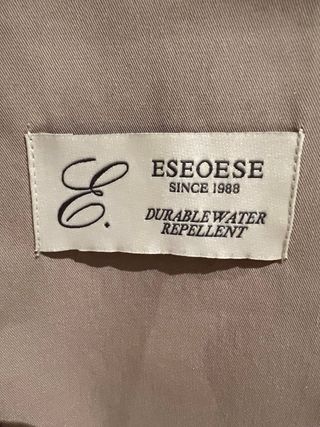 E.
ESEOESE
SINCE 1988
DURABLE WATER
REPELLENT